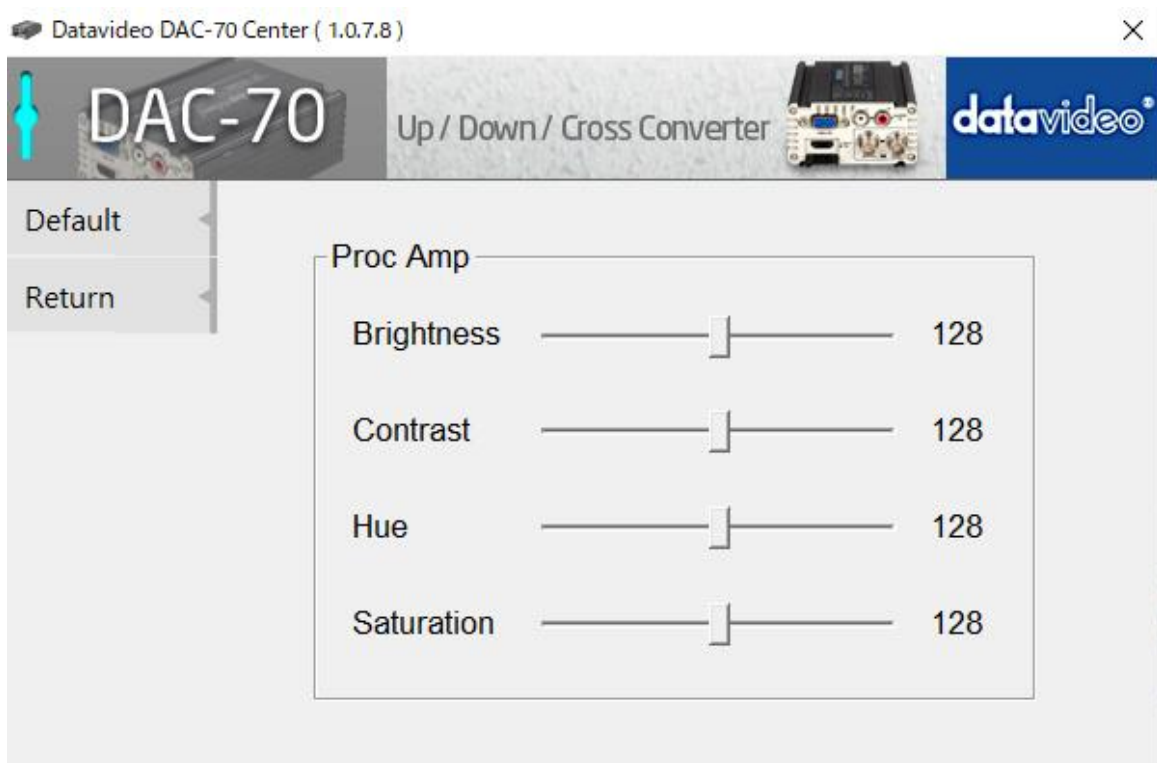 Datavideo DAC-70 Center ( 1.0.7.8 )
DAC-70
Up / Down / Cross Converter
datavideo®
Default
Return
Proc Amp
Brightness 128
Contrast 128
Hue 128
Saturation 128